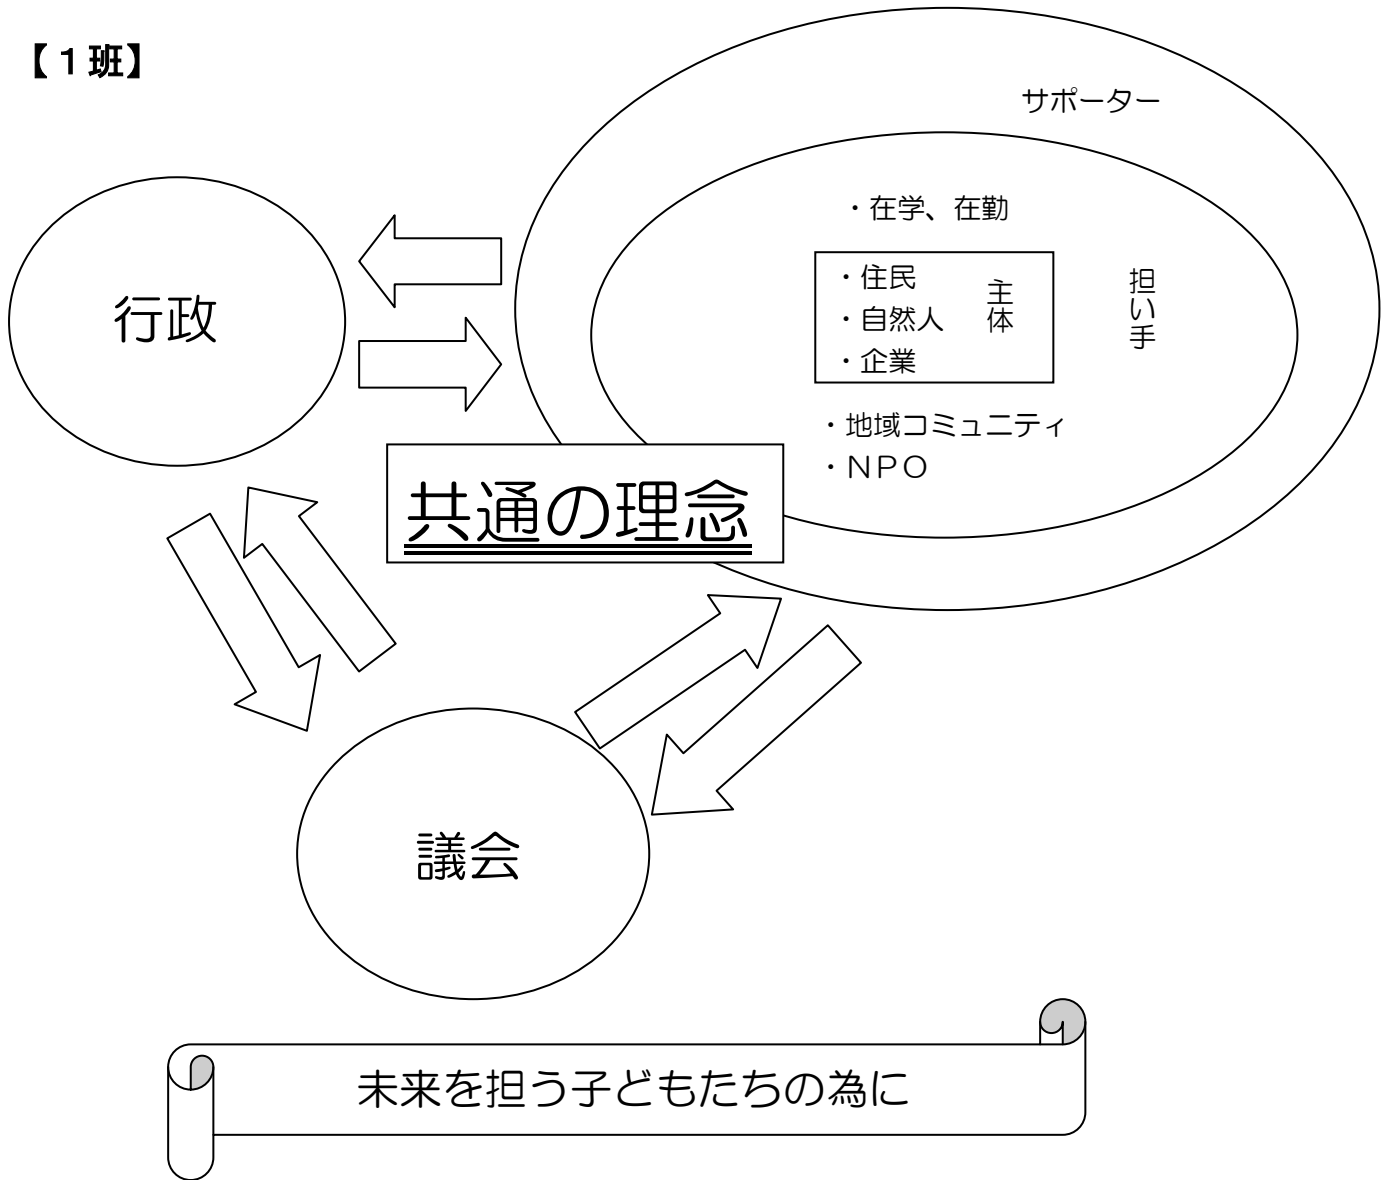 【１班】
サポーター
・在学、在勤
・住民
・自然人
・企業
主体
担い手
・地域コミュニティ
・ＮＰＯ
行政
共通の理念
議会
未来を担う子どもたちの為に